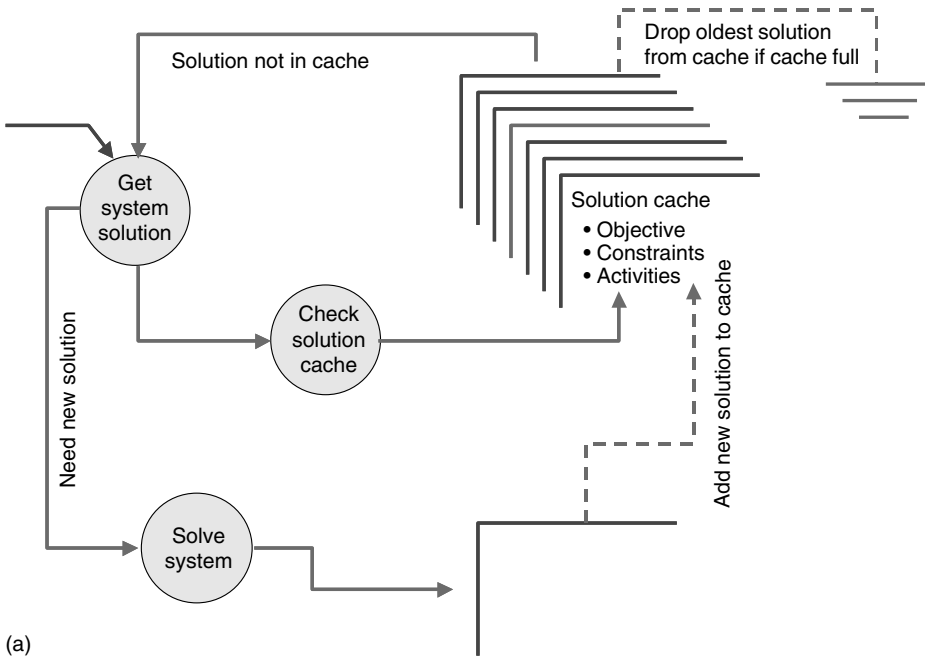 Solution not in cache
Drop oldest solution
from cache if cache full
Get
system
solution
Solution cache
• Objective
• Constraints
• Activities
Check
solution
cache
Need new solution
Add new solution to cache
Solve
system
(a)